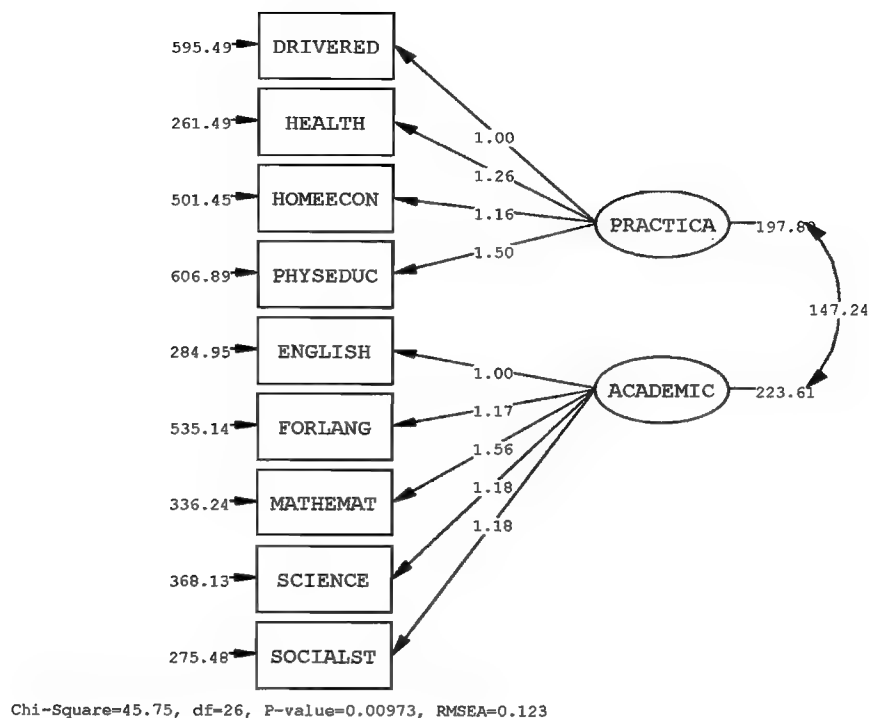 595.49 DRIVERED
261.49 HEALTH
1.00
1.26
501.45 HOMEECON
1.16
PRACTICA
1.50
606.89 PHYSEDUC
147.24
284.95 ENGLISH
1.00
ACADEMIC 223.61
535.14 FORLANG
1.17
1.56
336.24 MATHEMAT
1.18
1.18
368.13 SCIENCE
275.48 SOCIALST
Chi-Square=45.75, df=26, P-value=0.00973, RMSEA=0.123